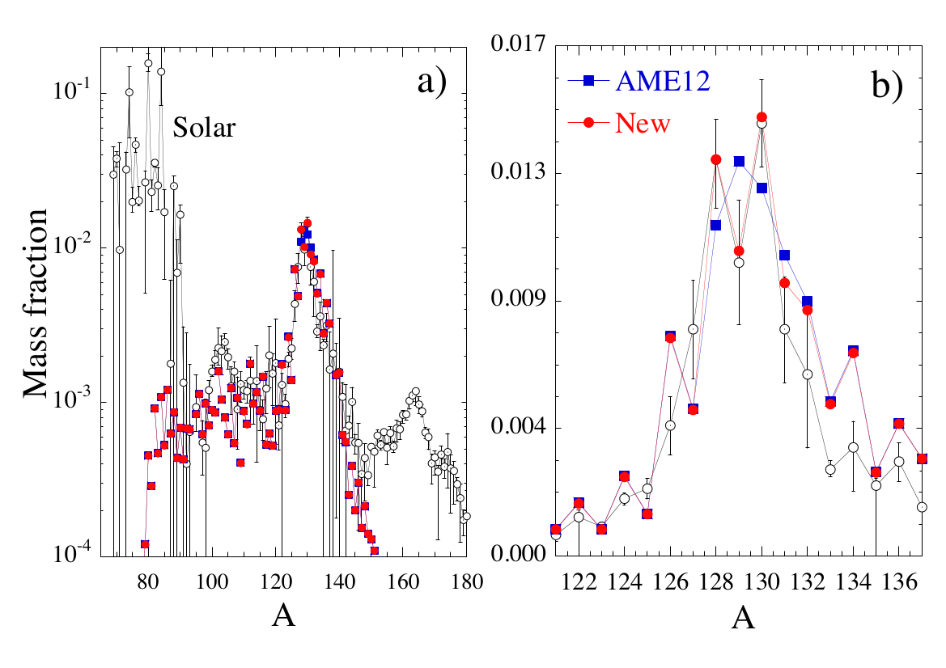 a)
Solar
10⁻¹
10⁻²
10⁻³
10⁻⁴
Mass fraction
80 100 120 140 160 180
A
b)
AME12
New
0.017
0.013
0.009
0.004
0.000
122 124 126 128 130 132 134 136
A